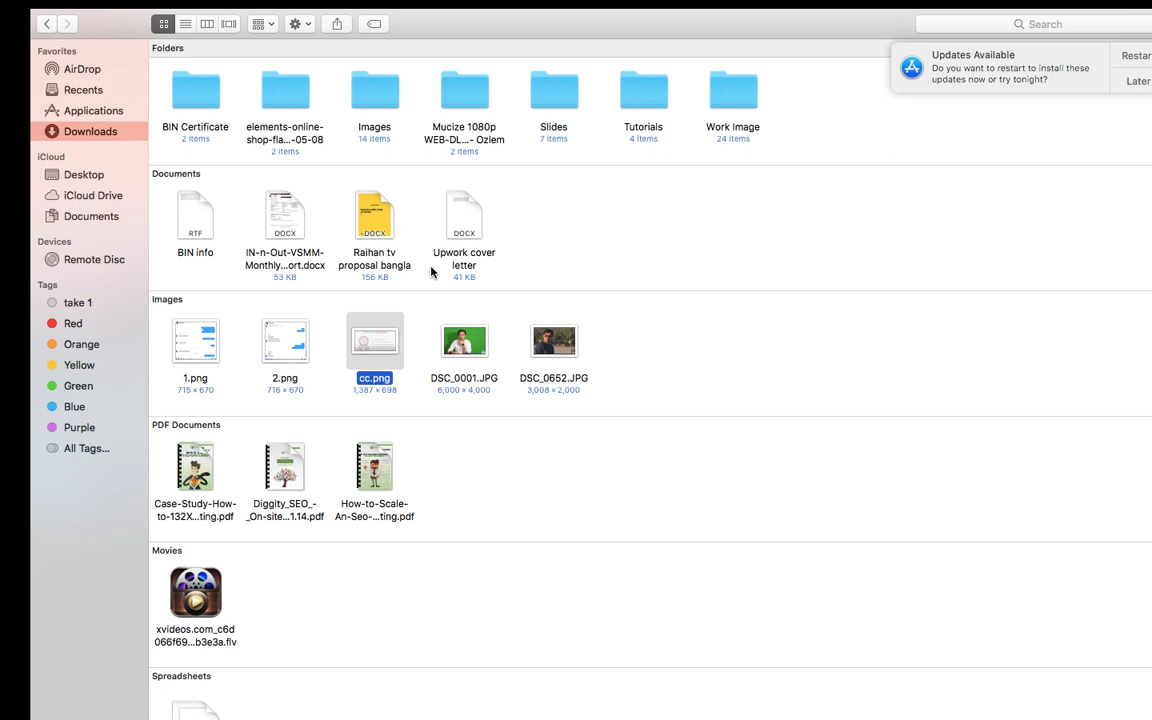 Search
Favorites
AirDrop
Recents
Applications
Downloads
iCloud
Desktop
iCloud Drive
Documents
Devices
Remote Disc
Tags
take 1
Red
Orange
Yellow
Green
Blue
Purple
All Tags...
Updates Available
Do you want to restart to install these
updates now or try tonight?
Restar
Later
Folders
BIN Certificate
2 items
elements-online-
shop-fla...-05-08
2 items
Images
14 items
Mucize 1080p
WEB-DL...- Ozlem
2 items
Slides
7 items
Tutorials
4 items
Work Image
24 items
Documents
RTF
BIN info
DOCX
IN-n-Out-VSMM-
Monthly...ort.docx
53 KB
DOCX
Raihan tv
proposal bangla
156 KB
DOCX
Upwork cover
letter
41 KB
Images
1.png
715 × 670
2.png
716 × 670
cc.png
1,387 × 698
DSC_0001.JPG
6,000 × 4,000
DSC_0652.JPG
3,008 × 2,000
PDF Documents
Case-Study-How-
to-132X...ting.pdf
Diggity_SEO_-
_On-site...1.14.pdf
How-to-Scale-
An-Seo-...ting.pdf
Movies
xvideos.com_c6d
066f69...b3e3a.flv
Spreadsheets